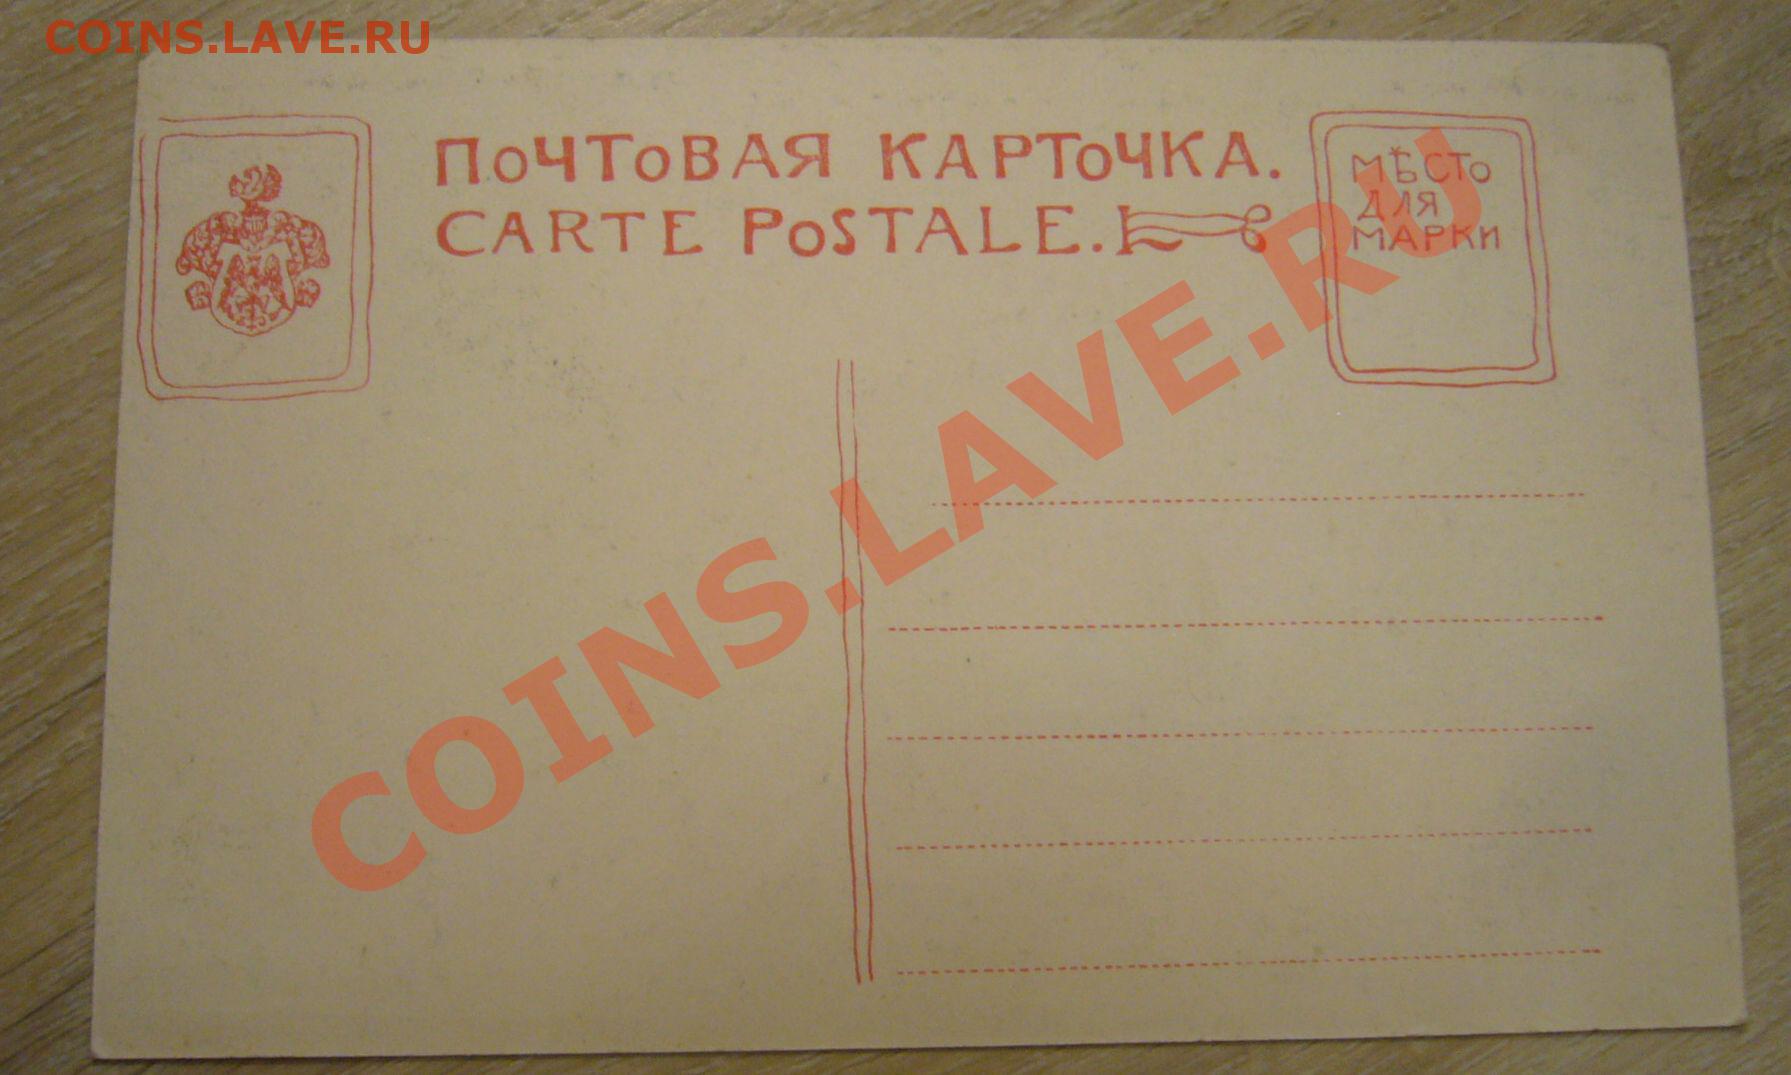 COINS.LAVE.RU
ПОЧТОВАЯ КАРТОЧКА.
CARTE POSTALE.
МѢСТО
ДЛЯ
МАРКИ
COINS.LAVE.RU